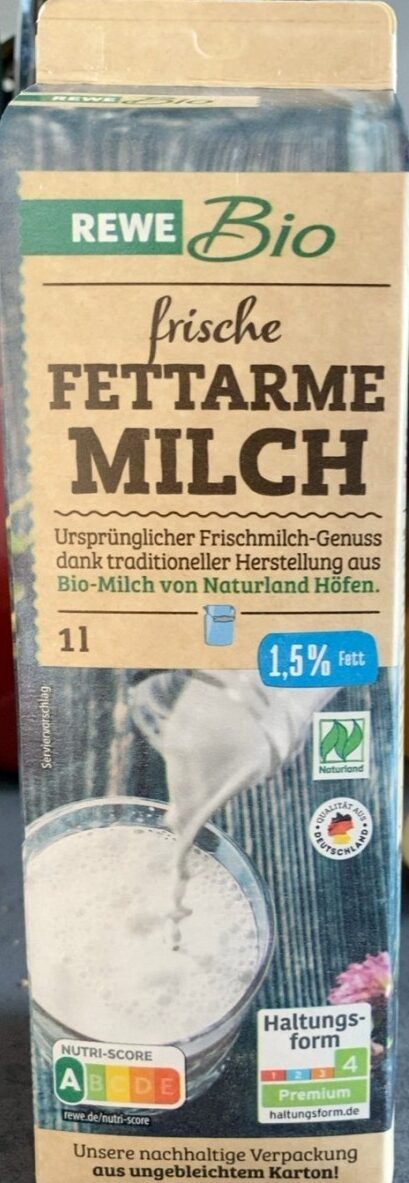 REWE Bio
REWE Bio
frische
FETTARME
MILCH
Ursprünglicher Frischmilch-Genuss
dank traditioneller Herstellung aus
Bio-Milch von Naturland Höfen.
1 l
1,5% Fett
Serviervorschlag
Naturland
QUALITÄT AUS
DEUTSCHLAND
Haltungs-
form
1 2 3 4
Premium
haltungsform.de
NUTRI-SCORE
A B C D E
rewe.de/nutri-score
Unsere nachhaltige Verpackung
aus ungebleichtem Karton!